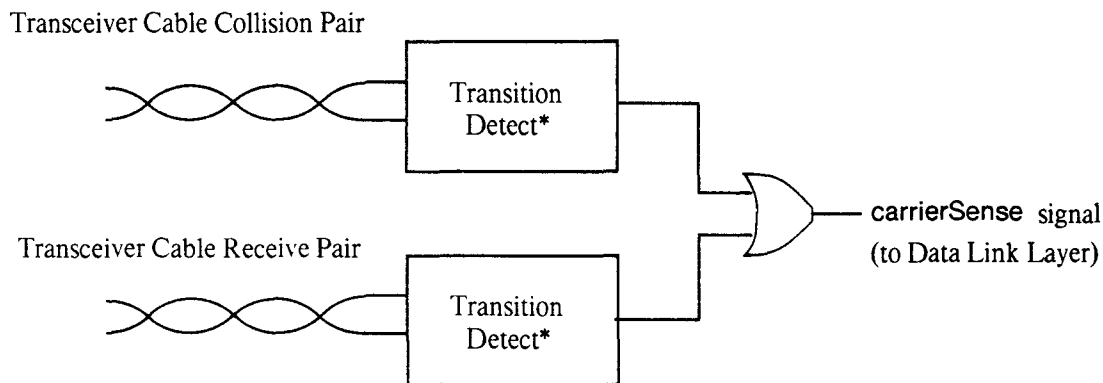 Transceiver Cable Collision Pair
Transition
Detect*
carrierSense signal
(to Data Link Layer)
Transceiver Cable Receive Pair
Transition
Detect*